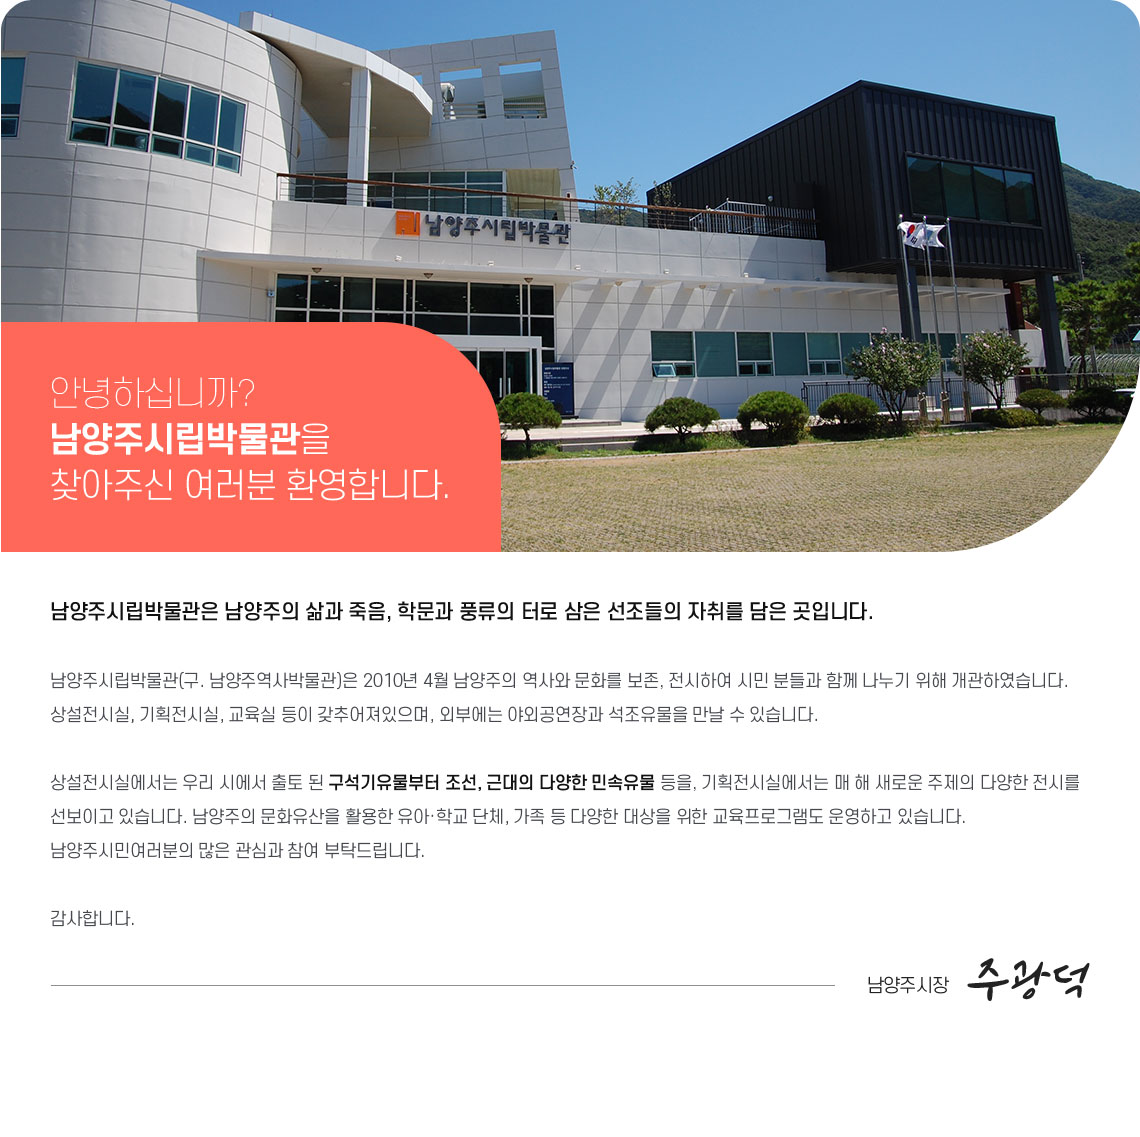 남양주시립박물관
안녕하십니까?
남양주시립박물관을
찾아주신 여러분 환영합니다.
남양주시립박물관은 남양주의 삶과 죽음, 학문과 풍류의 터로 삼은 선조들의 자취를 담은 곳입니다.
남양주시립박물관(구. 남양주역사박물관)은 2010년 4월 남양주의 역사와 문화를 보존, 전시하여 시민 분들과 함께 나누기 위해 개관하였습니다.
상설전시실, 기획전시실, 교육실 등이 갖추어져있으며, 외부에는 야외공연장과 석조유물을 만날 수 있습니다.
상설전시실에서는 우리 시에서 출토 된 구석기유물부터 조선, 근대의 다양한 민속유물 등을, 기획전시실에서는 매 해 새로운 주제의 다양한 전시를
선보이고 있습니다. 남양주의 문화유산을 활용한 유아·학교 단체, 가족 등 다양한 대상을 위한 교육프로그램도 운영하고 있습니다.
남양주시민여러분의 많은 관심과 참여 부탁드립니다.
감사합니다.
남양주시장 주광덕